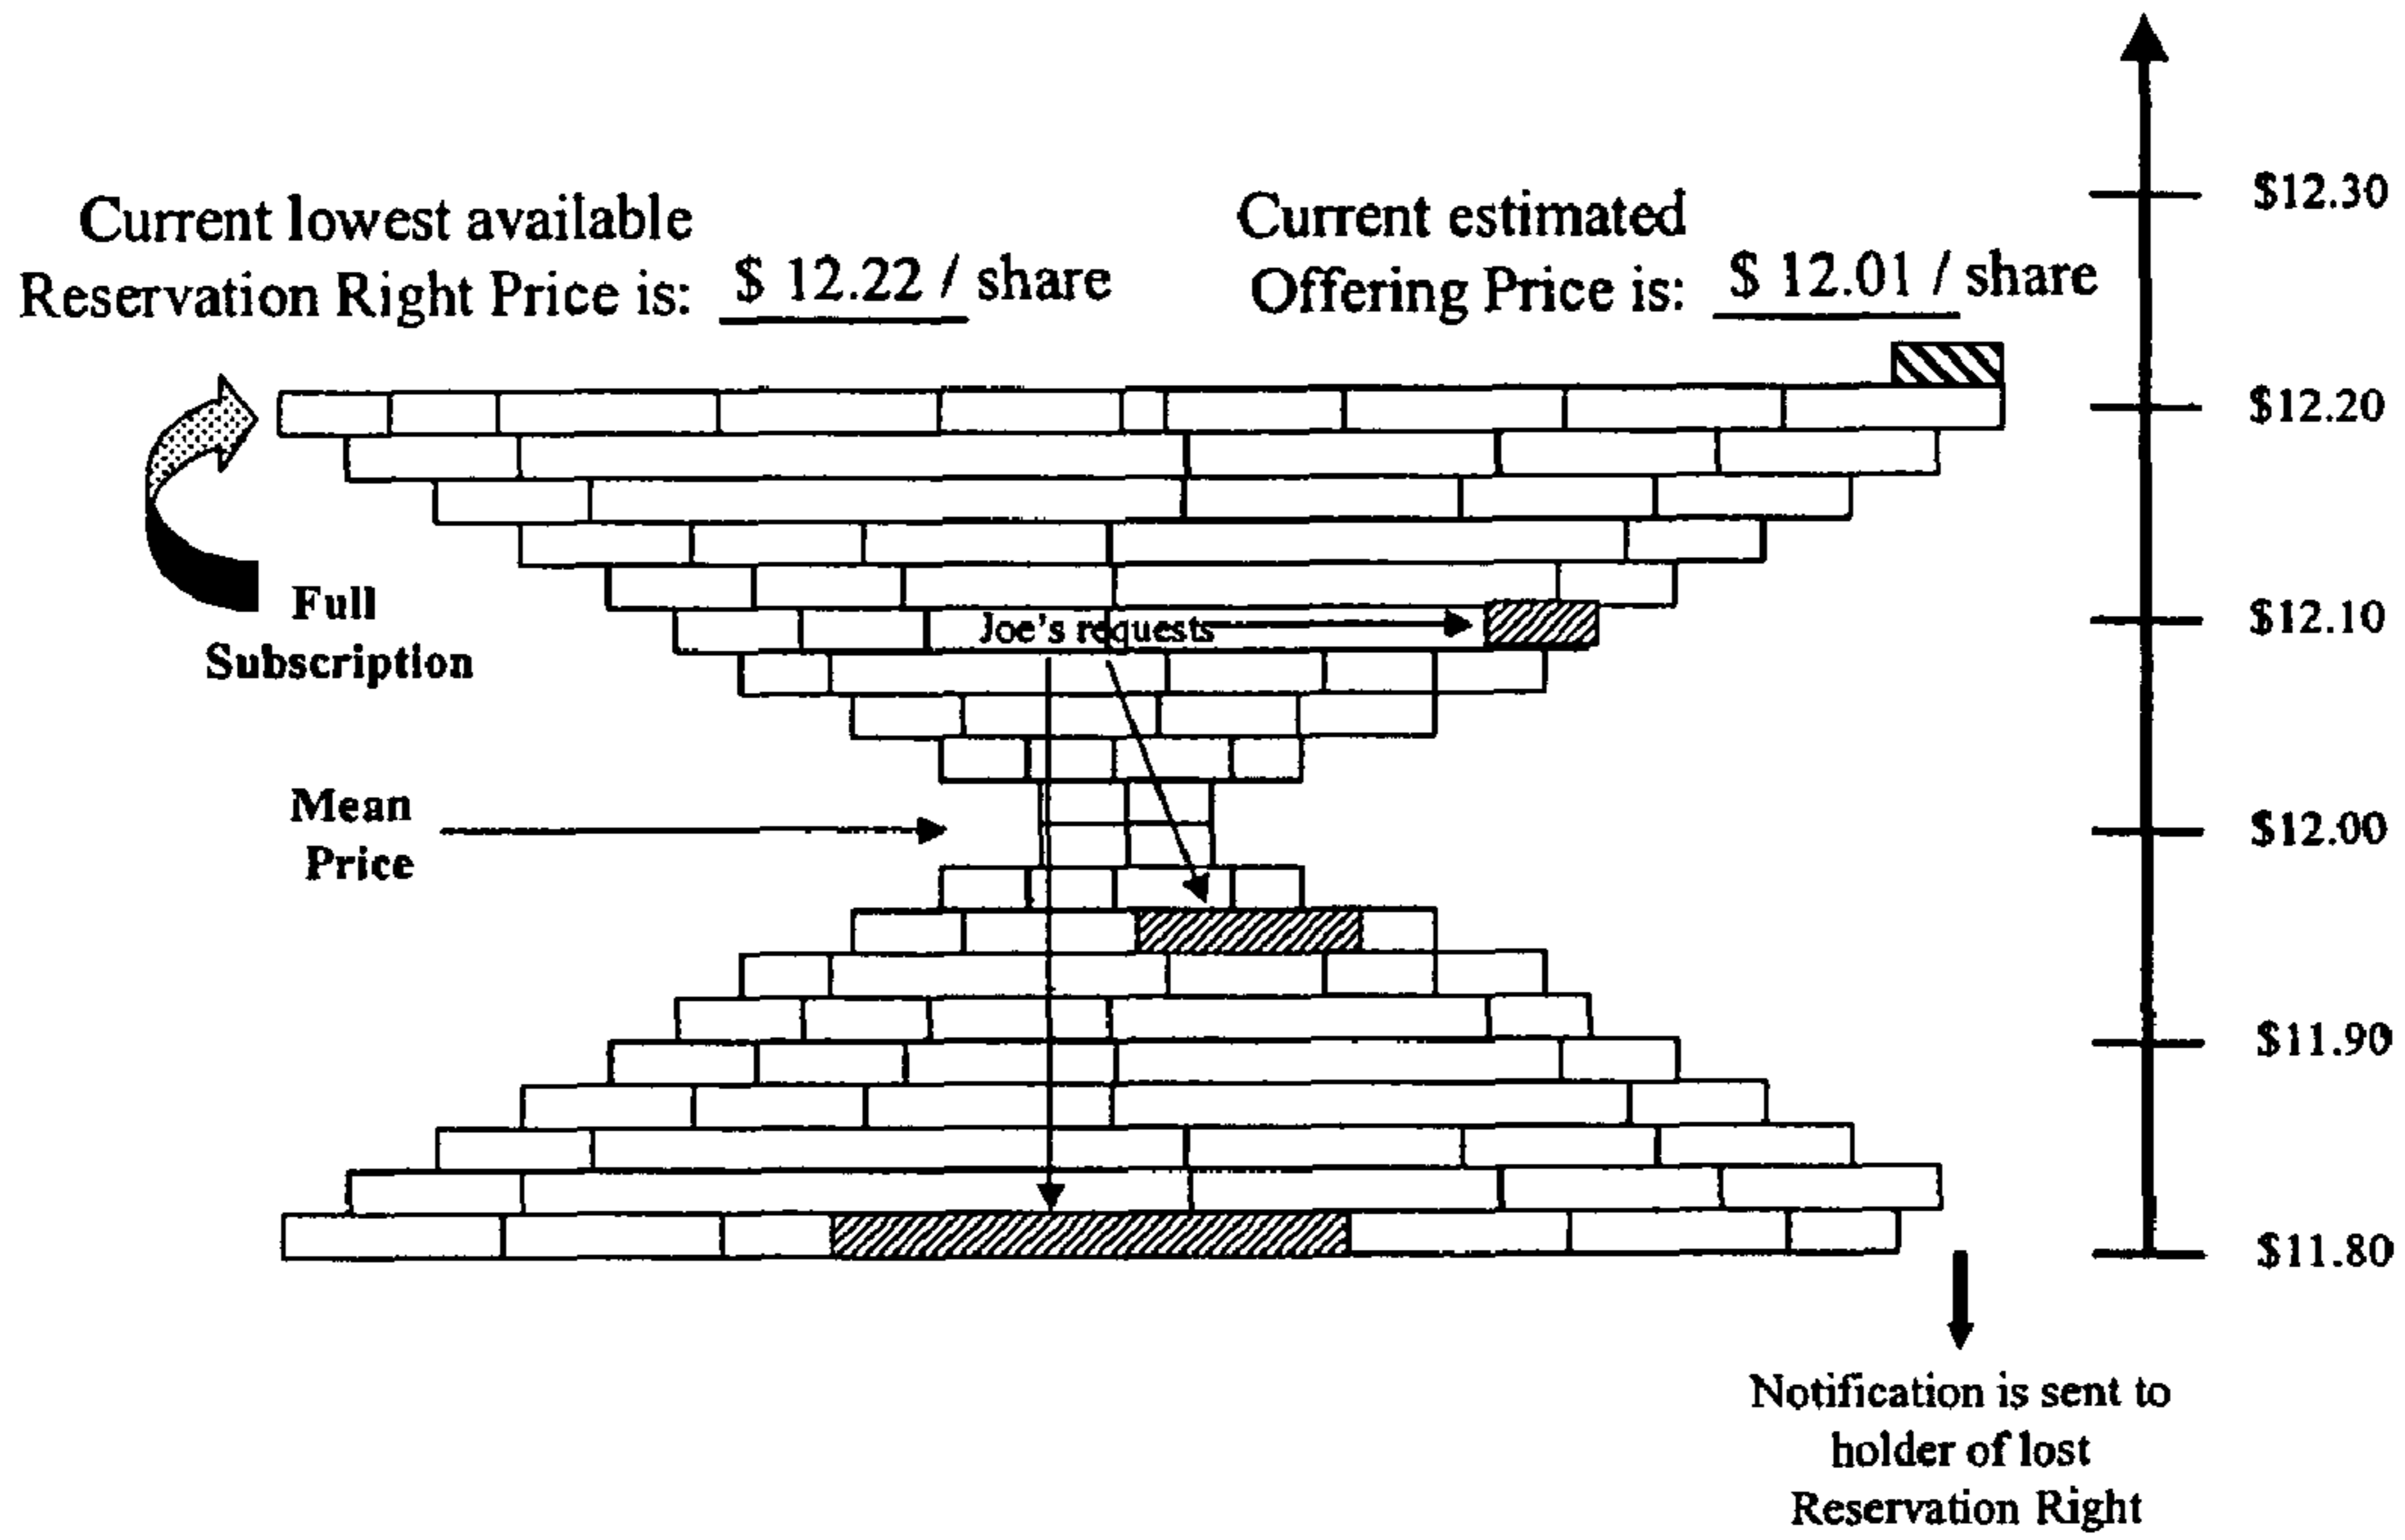 Current lowest available
Reservation Right Price is: $ 12.22 / share
Current estimated
Offering Price is: $ 12.01 / share
$12.30
$12.20
Full
Subscription
Joe's requests
$12.10
Mean
Price
$12.00
$11.90
$11.80
Notification is sent to
holder of lost
Reservation Right